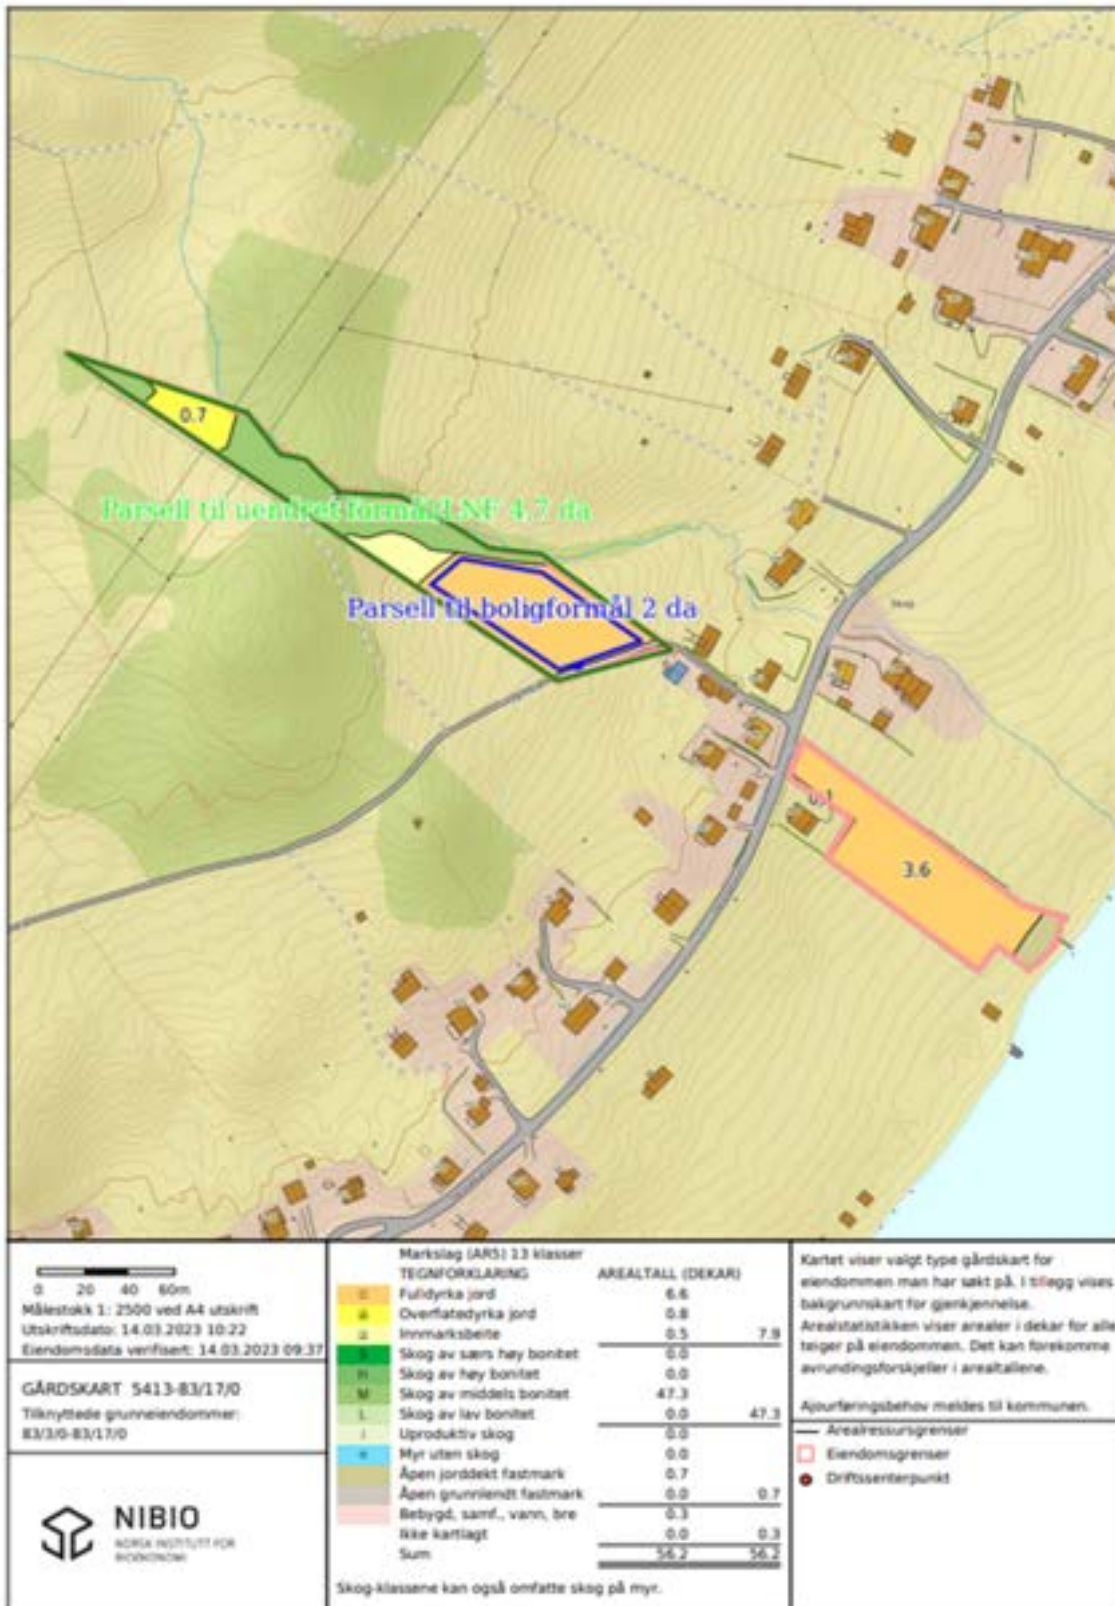 0.7
Parsell til uendret formål/LNF 4,7 da
Parsell til boligformål 2 da
0.1
3.6
0 20 40 60m
Målestokk 1: 2500 ved A4 utskrift
Utskriftsdato: 14.03.2023 10:22
Eiendomsdata verifisert: 14.03.2023 09:37
GÅRDSKART 5413-83/17/0
Tilknyttede grunneiendommer:
83/3/0-83/17/0
NIBIO
NORSK INSTITUTT FOR
BIOØKONOMI
Markslag (AR5) 13 klasser
TEGNFORKLARING AREALTALL (DEKAR)
Fulldyrka jord 6.6
Overflatedyrka jord 0.8
Innmarksbeite 0.5 7.9
S Skog av særs høy bonitet 0.0
H Skog av høy bonitet 0.0
M Skog av middels bonitet 47.3
L Skog av lav bonitet 0.0 47.3
I Uproduktiv skog 0.0
Myr uten skog 0.0
Åpen jorddekt fastmark 0.7
Åpen grunnlendt fastmark 0.0 0.7
Bebygd, samf., vann, bre 0.3
Ikke kartlagt 0.0 0.3
Sum 56.2 56.2
Skog-klassene kan også omfatte skog på myr.
Kartet viser valgt type gårdskart for
eiendommen man har søkt på. I tillegg vises
bakgrunnskart for gjenkjennelse.
Arealstatistikken viser arealer i dekar for alle
teiger på eiendommen. Det kan forekomme
avrundingsforskjeller i arealtallene.
Ajourføringsbehov meldes til kommunen.
Arealressursgrenser
Eiendomsgrenser
Driftssenterpunkt